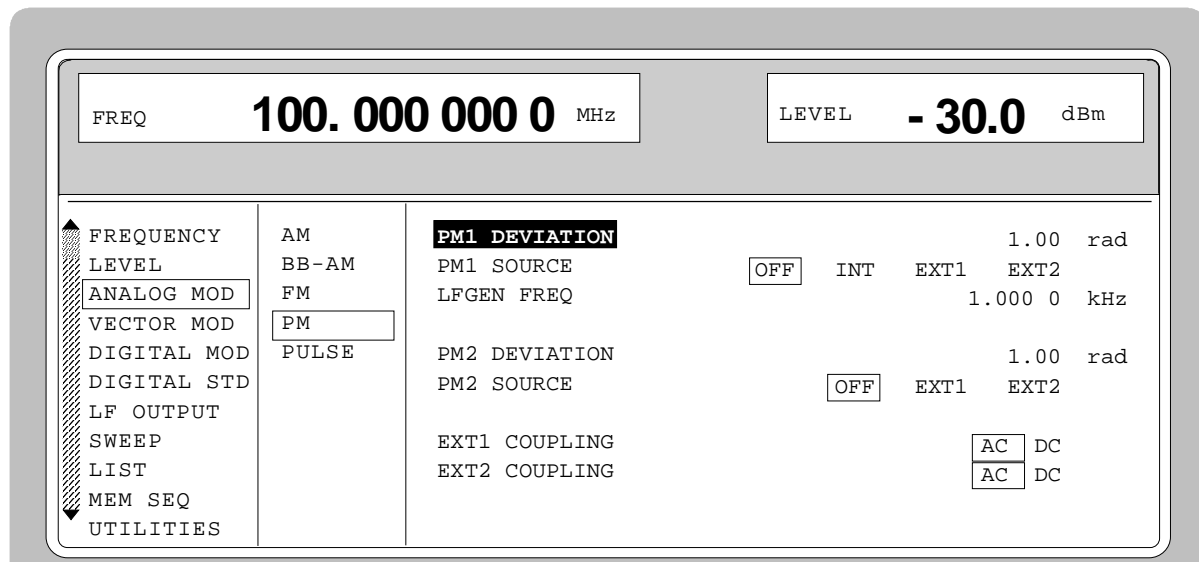 FREQ 100. 000 000 0 MHz LEVEL - 30.0 dBm
FREQUENCY AM PM1 DEVIATION 1.00 rad
LEVEL BB-AM PM1 SOURCE OFF INT EXT1 EXT2
ANALOG MOD FM LFGEN FREQ 1.000 0 kHz
VECTOR MOD PM
DIGITAL MOD PULSE PM2 DEVIATION 1.00 rad
DIGITAL STD PM2 SOURCE OFF EXT1 EXT2
LF OUTPUT
SWEEP EXT1 COUPLING AC DC
LIST EXT2 COUPLING AC DC
MEM SEQ
UTILITIES